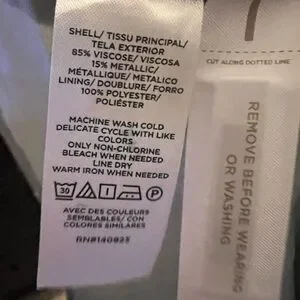 SHELL/ TISSU PRINCIPAL/
TELA EXTERIOR
85% VISCOSE/ VISCOSA
15% METALLIC/
MÉTALLIQUE/ METALICO
LINING/ DOUBLURE/ FORRO
100% POLYESTER/
POLIÉSTER
MACHINE WASH COLD
DELICATE CYCLE WITH LIKE
COLORS
ONLY NON-CHLORINE
BLEACH WHEN NEEDED
LINE DRY
WARM IRON WHEN NEEDED
30
P
AVEC DES COULEURS
SEMBLABLES/ CON
COLORES SIMILARES
RN#140923
CUT ALONG DOTTED LINE
REMOVE BEFORE WEARING
OR WASHING